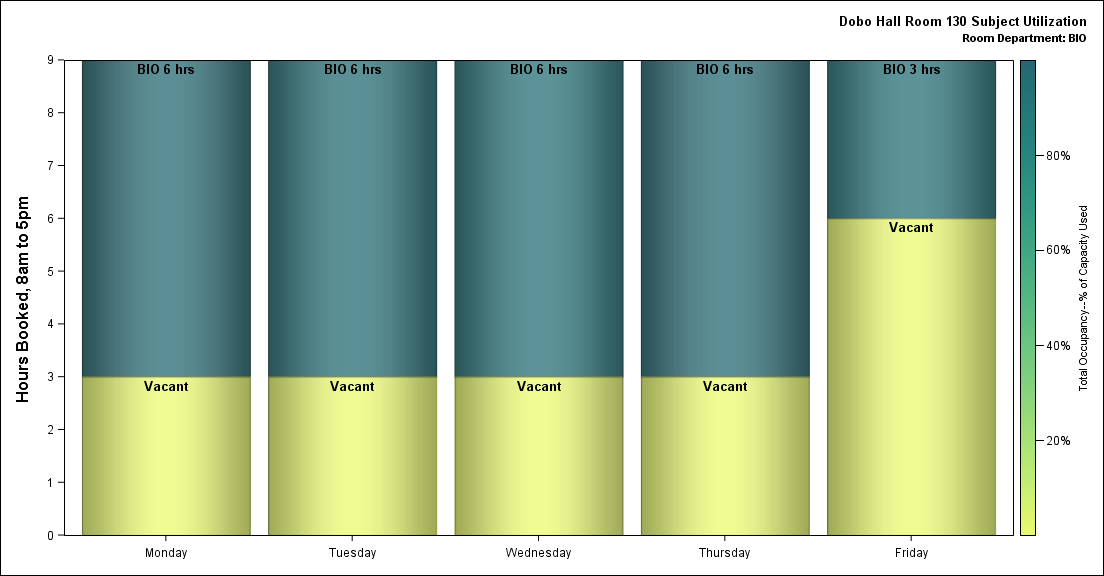 Dobo Hall Room 130 Subject Utilization
Room Department: BIO
Hours Booked, 8am to 5pm
9
8
7
6
5
4
3
2
1
0
BIO 6 hrs
BIO 6 hrs
BIO 6 hrs
BIO 6 hrs
BIO 3 hrs
Vacant
Vacant
Vacant
Vacant
Vacant
Monday
Tuesday
Wednesday
Thursday
Friday
80%
60%
40%
20%
Total Occupancy--% of Capacity Used